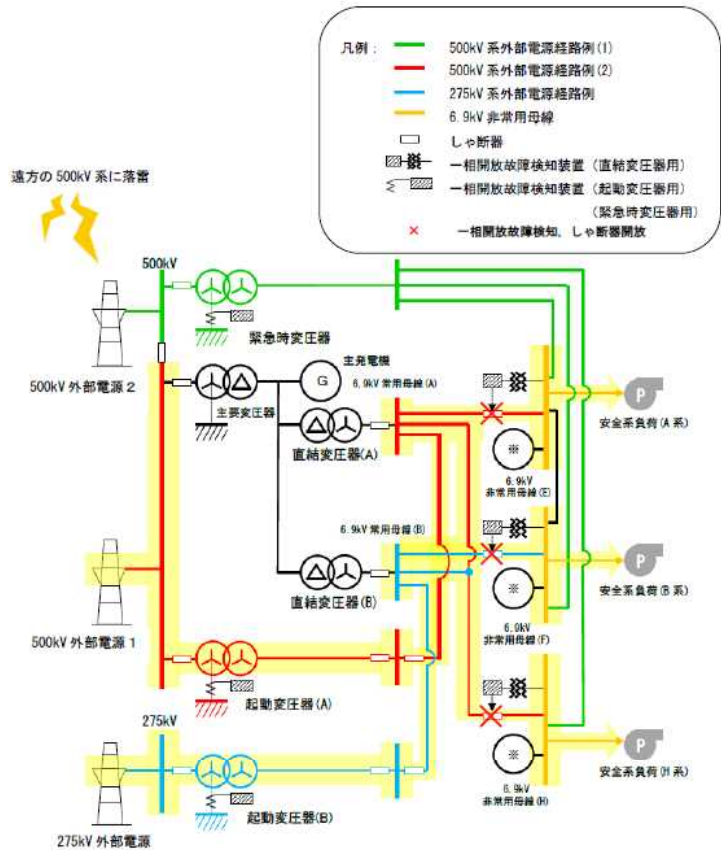 凡例：
500kV 系外部電源経路例(1)
500kV 系外部電源経路例(2)
275kV 系外部電源経路例
6.9kV 非常用母線
しゃ断器
一相開放故障検知装置（直結変圧器用）
一相開放故障検知装置（起動変圧器用）
（緊急時変圧器用）
× 一相開放故障検知、しゃ断器開放
遠方の 500kV 系に落雷
500kV
緊急時変圧器
500kV 外部電源 2
主発電機
G
6.9kV 常用母線(A)
主要変圧器
直結変圧器(A)
P
安全系負荷(A 系)
※
6.9kV
非常用母線(E)
6.9kV 常用母線(B)
直結変圧器(B)
P
安全系負荷(B 系)
※
6.9kV
非常用母線(F)
500kV 外部電源 1
起動変圧器(A)
275kV
P
安全系負荷(H 系)
※
6.9kV
非常用母線(H)
起動変圧器(B)
275kV 外部電源